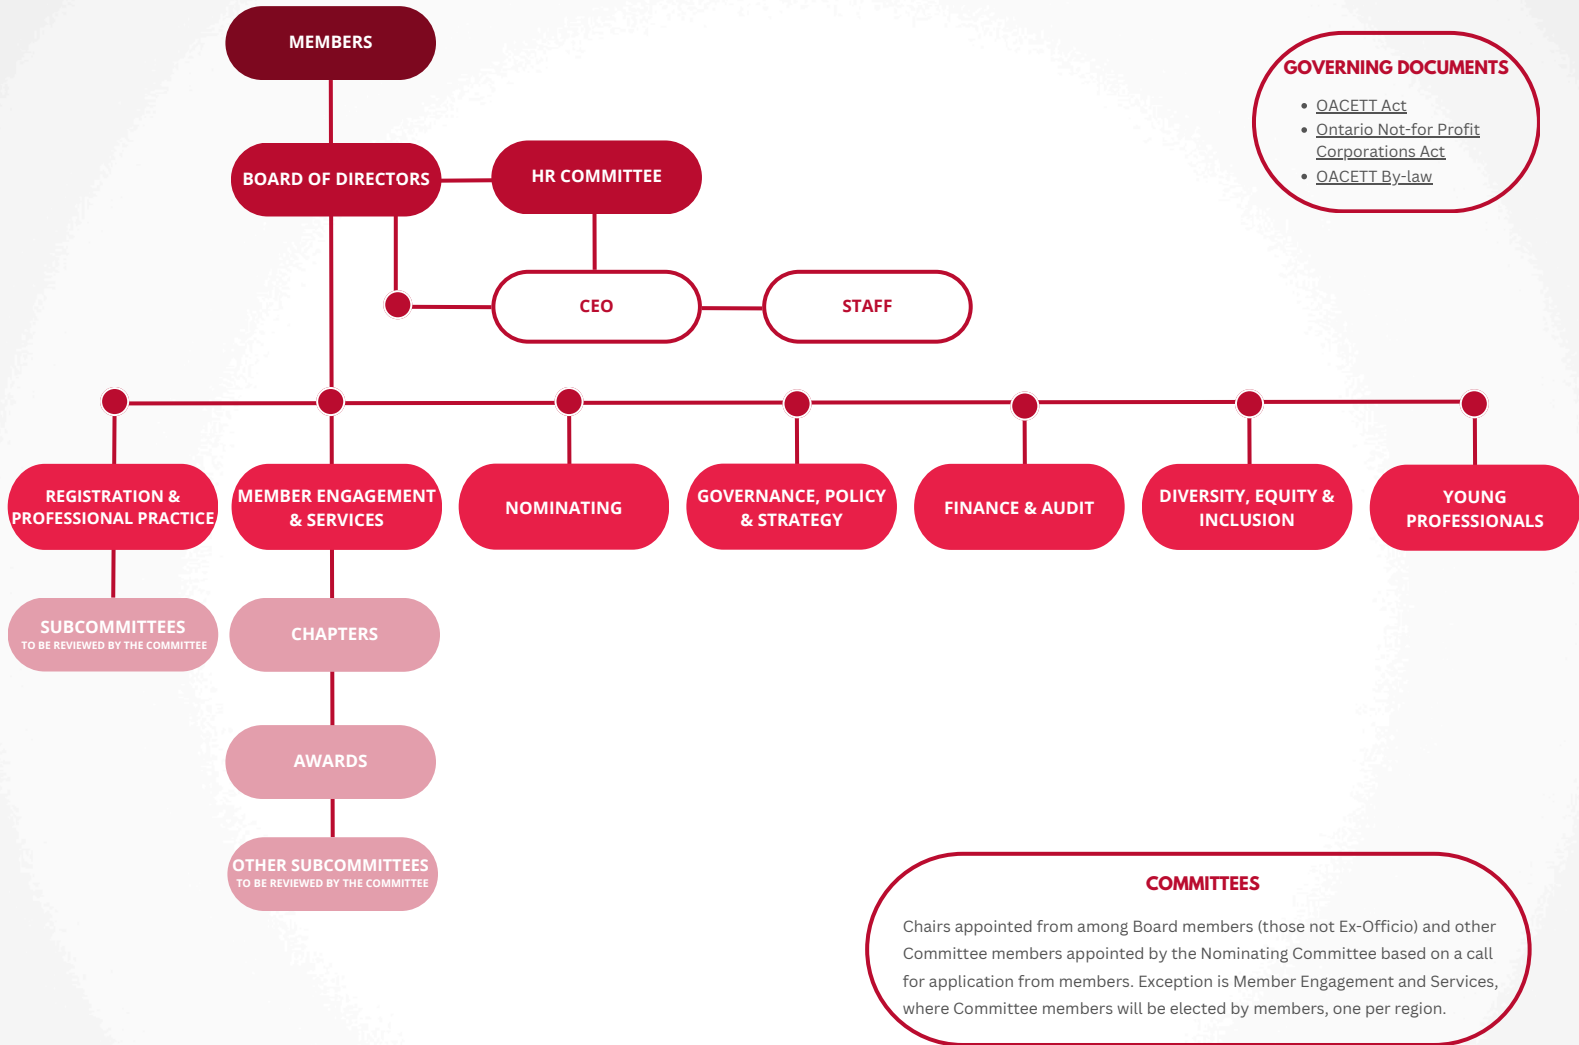 MEMBERS
GOVERNING DOCUMENTS
• OACETT Act
• Ontario Not-for Profit
Corporations Act
• OACETT By-law
BOARD OF DIRECTORS
HR COMMITTEE
CEO
STAFF
REGISTRATION &
PROFESSIONAL PRACTICE
MEMBER ENGAGEMENT
& SERVICES
NOMINATING
GOVERNANCE, POLICY
& STRATEGY
FINANCE & AUDIT
DIVERSITY, EQUITY &
INCLUSION
YOUNG
PROFESSIONALS
SUBCOMMITTEES
TO BE REVIEWED BY THE COMMITTEE
CHAPTERS
AWARDS
OTHER SUBCOMMITTEES
TO BE REVIEWED BY THE COMMITTEE
COMMITTEES
Chairs appointed from among Board members (those not Ex-Officio) and other
Committee members appointed by the Nominating Committee based on a call
for application from members. Exception is Member Engagement and Services,
where Committee members will be elected by members, one per region.